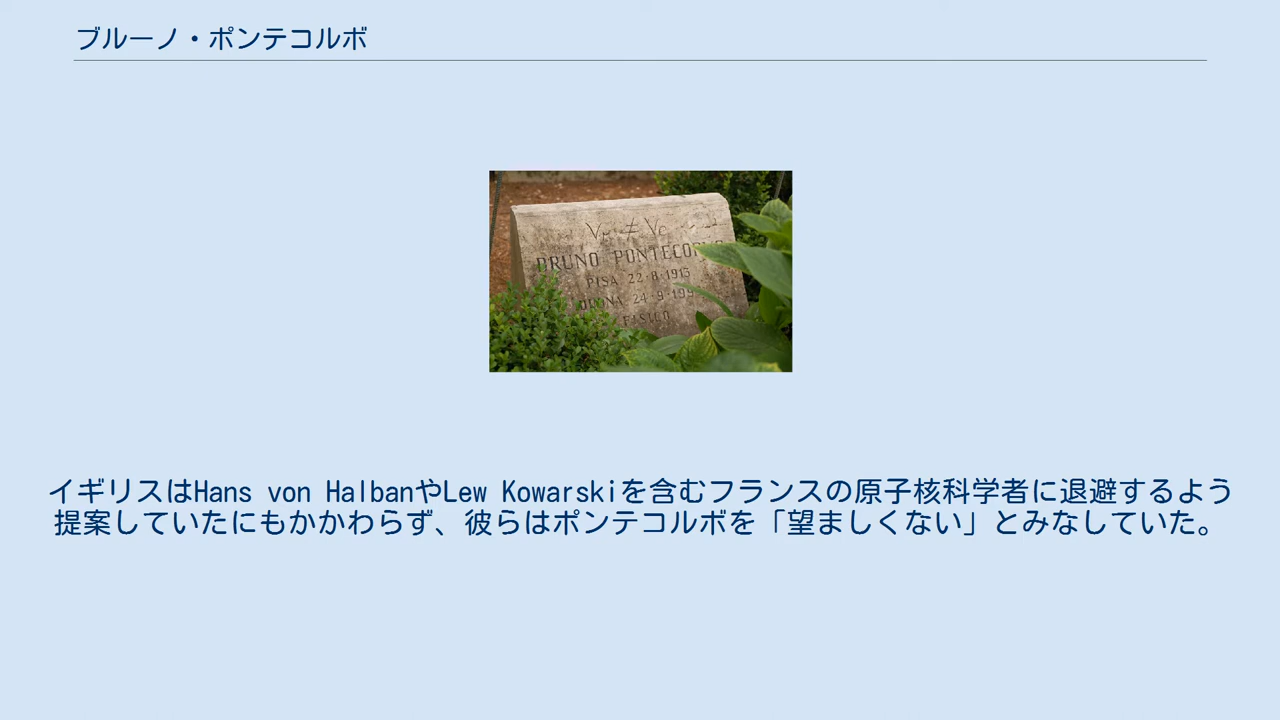 ブルーノ・ポンテコルボ
BRUNO PONTECO
PISA 22·8·1913
24·9·199
FISICO
イギリスはHans von HalbanやLew Kowarskiを含むフランスの原子核科学者に退避するよう
提案していたにもかかわらず、彼らはポンテコルボを「望ましくない」とみなしていた。